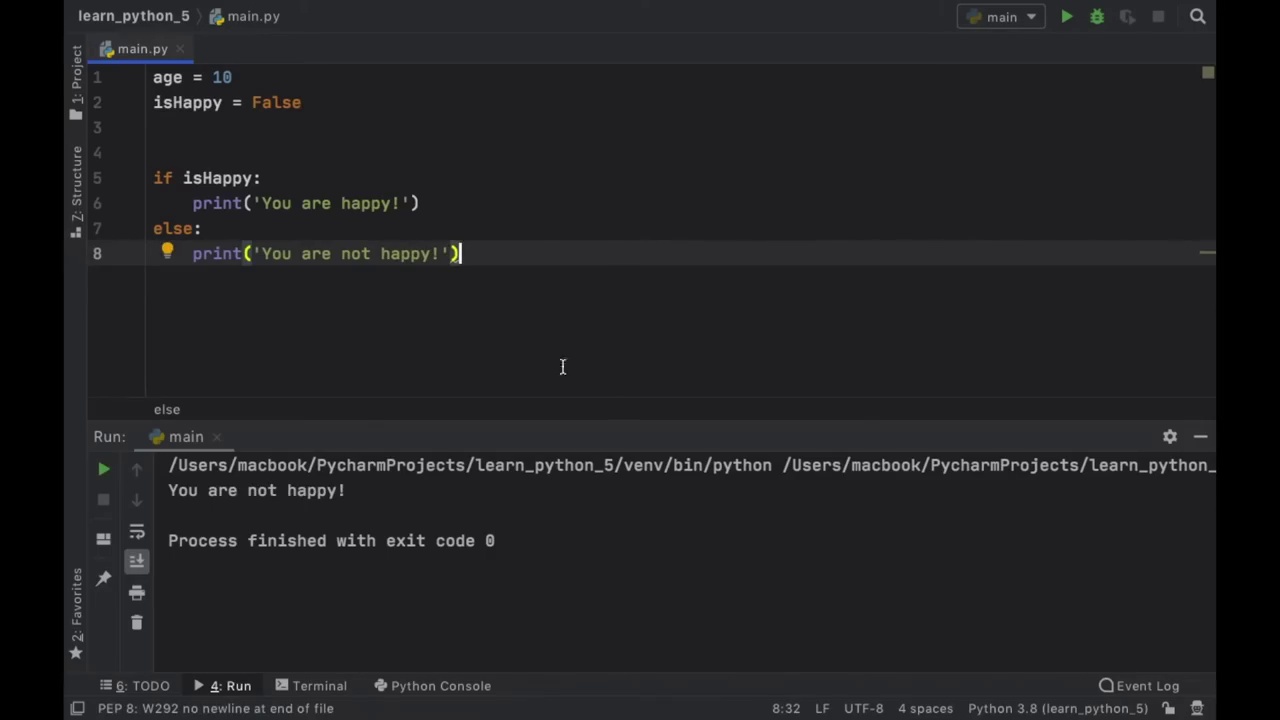 learn_python_5 main.py main
1: Project
main.py
1 age = 10
2 isHappy = False
3
4
5 if isHappy:
6 print('You are happy!')
7 else:
8 print('You are not happy!')
7: Structure
else
Run: main
/Users/macbook/PycharmProjects/learn_python_5/venv/bin/python /Users/macbook/PycharmProjects/learn_python_
You are not happy!
Process finished with exit code 0
2: Favorites
6: TODO 4: Run Terminal Python Console Event Log
PEP 8: W292 no newline at end of file 8:32 LF UTF-8 4 spaces Python 3.8 (learn_python_5)